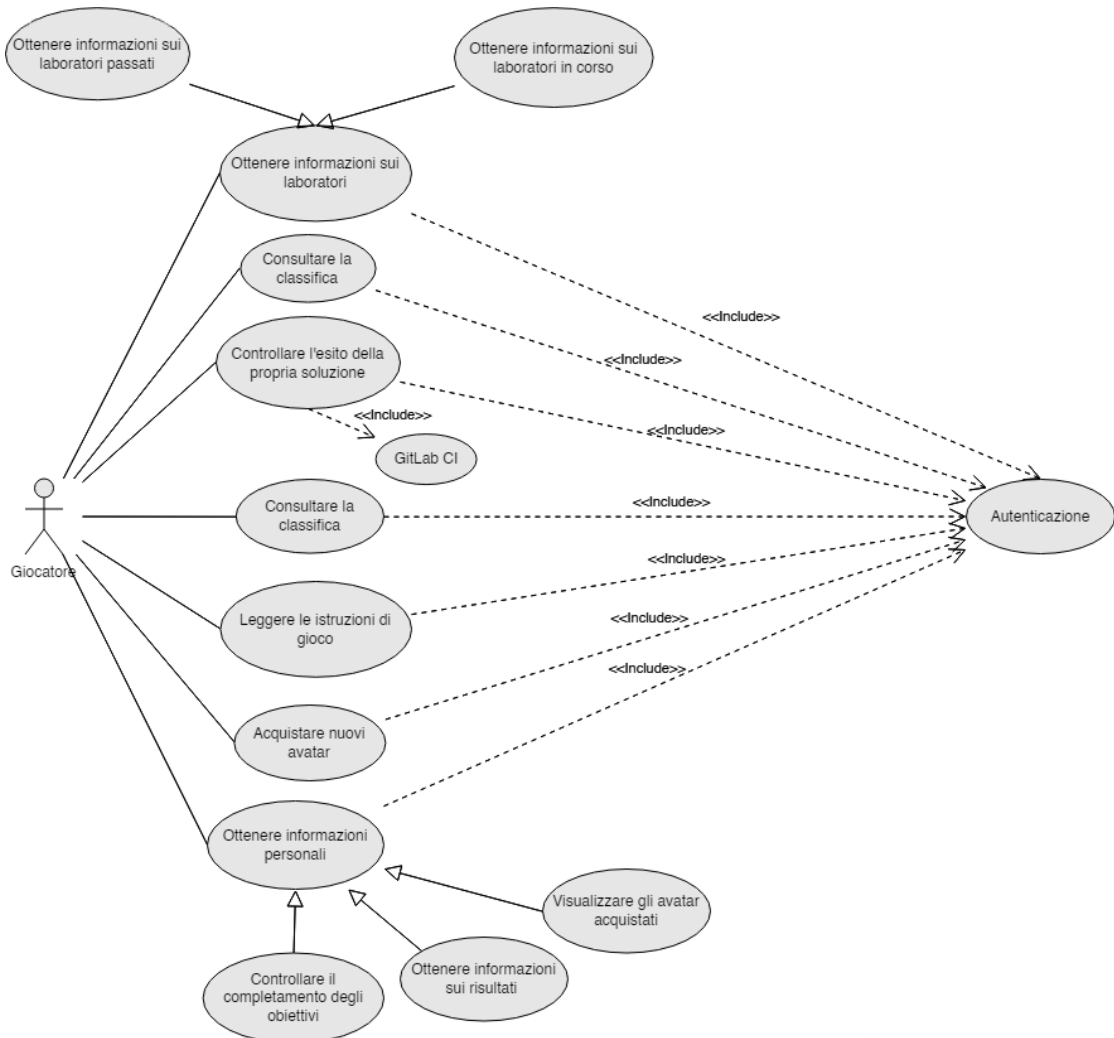 Ottenere informazioni sui
laboratori passati
Ottenere informazioni sui
laboratori in corso
Ottenere informazioni sui
laboratori
Consultare la
classifica
<<Include>>
<<Include>>
Controllare l'esito della
propria soluzione
<<Include>>
<<Include>>
GitLab CI
Giocatore
Consultare la
classifica
<<Include>>
Autenticazione
<<Include>>
Leggere le istruzioni di
gioco
<<Include>>
<<Include>>
Acquistare nuovi
avatar
Ottenere informazioni
personali
Visualizzare gli avatar
acquistati
Ottenere informazioni
sui risultati
Controllare il
completamento degli
obiettivi